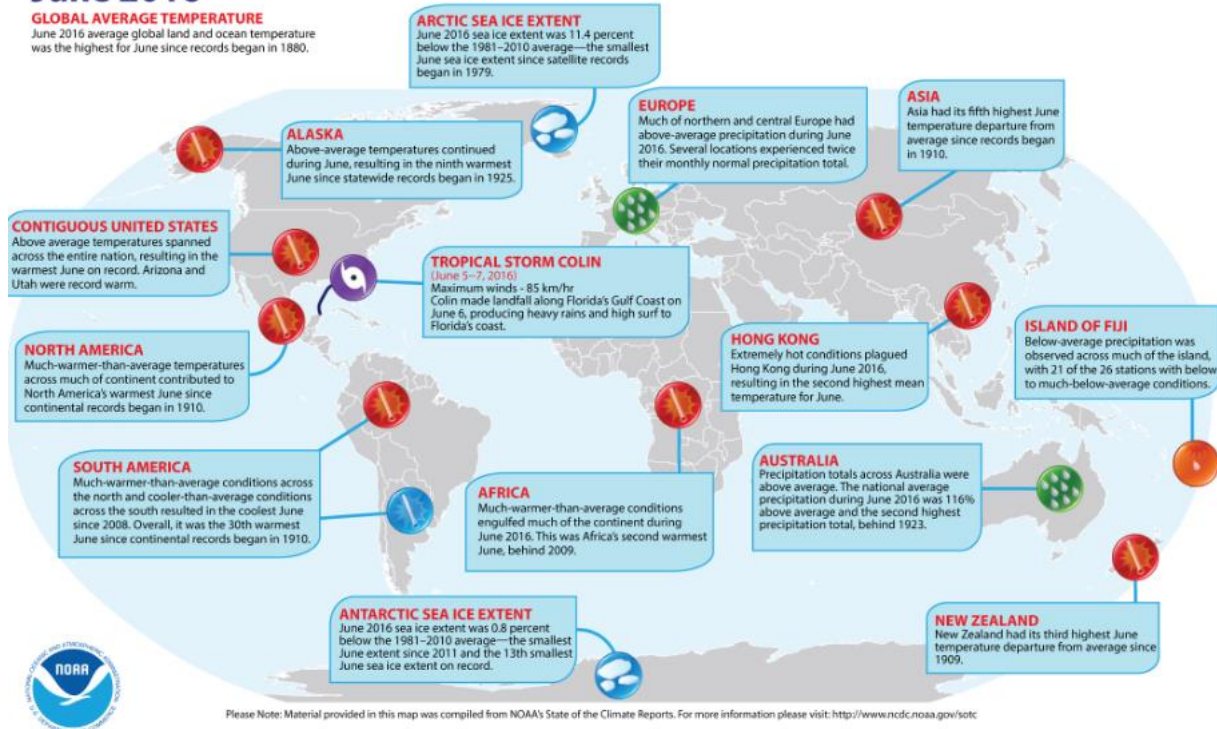 June 2016
GLOBAL AVERAGE TEMPERATURE
June 2016 average global land and ocean temperature
was the highest for June since records began in 1880.
ARCTIC SEA ICE EXTENT
June 2016 sea ice extent was 11.4 percent
below the 1981–2010 average—the smallest
June sea ice extent since satellite records
began in 1979.
ALASKA
Above-average temperatures continued
during June, resulting in the ninth warmest
June since statewide records began in 1925.
EUROPE
Much of northern and central Europe had
above-average precipitation during June
2016. Several locations experienced twice
their monthly normal precipitation total.
ASIA
Asia had its fifth highest June
temperature departure from
average since records began
in 1910.
CONTIGUOUS UNITED STATES
Above average temperatures spanned
across the entire nation, resulting in the
warmest June on record. Arizona and
Utah were record warm.
TROPICAL STORM COLIN
(June 5–7, 2016)
Maximum winds - 85 km/hr
Colin made landfall along Florida's Gulf Coast on
June 6, producing heavy rains and high surf to
Florida's coast.
NORTH AMERICA
Much-warmer-than-average temperatures
across much of continent contributed to
North America's warmest June since
continental records began in 1910.
HONG KONG
Extremely hot conditions plagued
Hong Kong during June 2016,
resulting in the second highest mean
temperature for June.
ISLAND OF FIJI
Below-average precipitation was
observed across much of the island,
with 21 of the 26 stations with below
to much-below-average conditions.
SOUTH AMERICA
Much-warmer-than-average conditions across
the north and cooler-than-average conditions
across the south resulted in the coolest June
since 2008. Overall, it was the 30th warmest
June since continental records began in 1910.
AFRICA
Much-warmer-than-average conditions
engulfed much of the continent during
June 2016. This was Africa's second warmest
June, behind 2009.
AUSTRALIA
Precipitation totals across Australia were
above average. The national average
precipitation during June 2016 was 116%
above average and the second highest
precipitation total, behind 1923.
ANTARCTIC SEA ICE EXTENT
June 2016 sea ice extent was 0.8 percent
below the 1981–2010 average—the smallest
June extent since 2011 and the 13th smallest
June sea ice extent on record.
NEW ZEALAND
New Zealand had its third highest June
temperature departure from average since
1909.
NOAA
Please Note: Material provided in this map was compiled from NOAA's State of the Climate Reports. For more information please visit: http://www.ncdc.noaa.gov/sotc